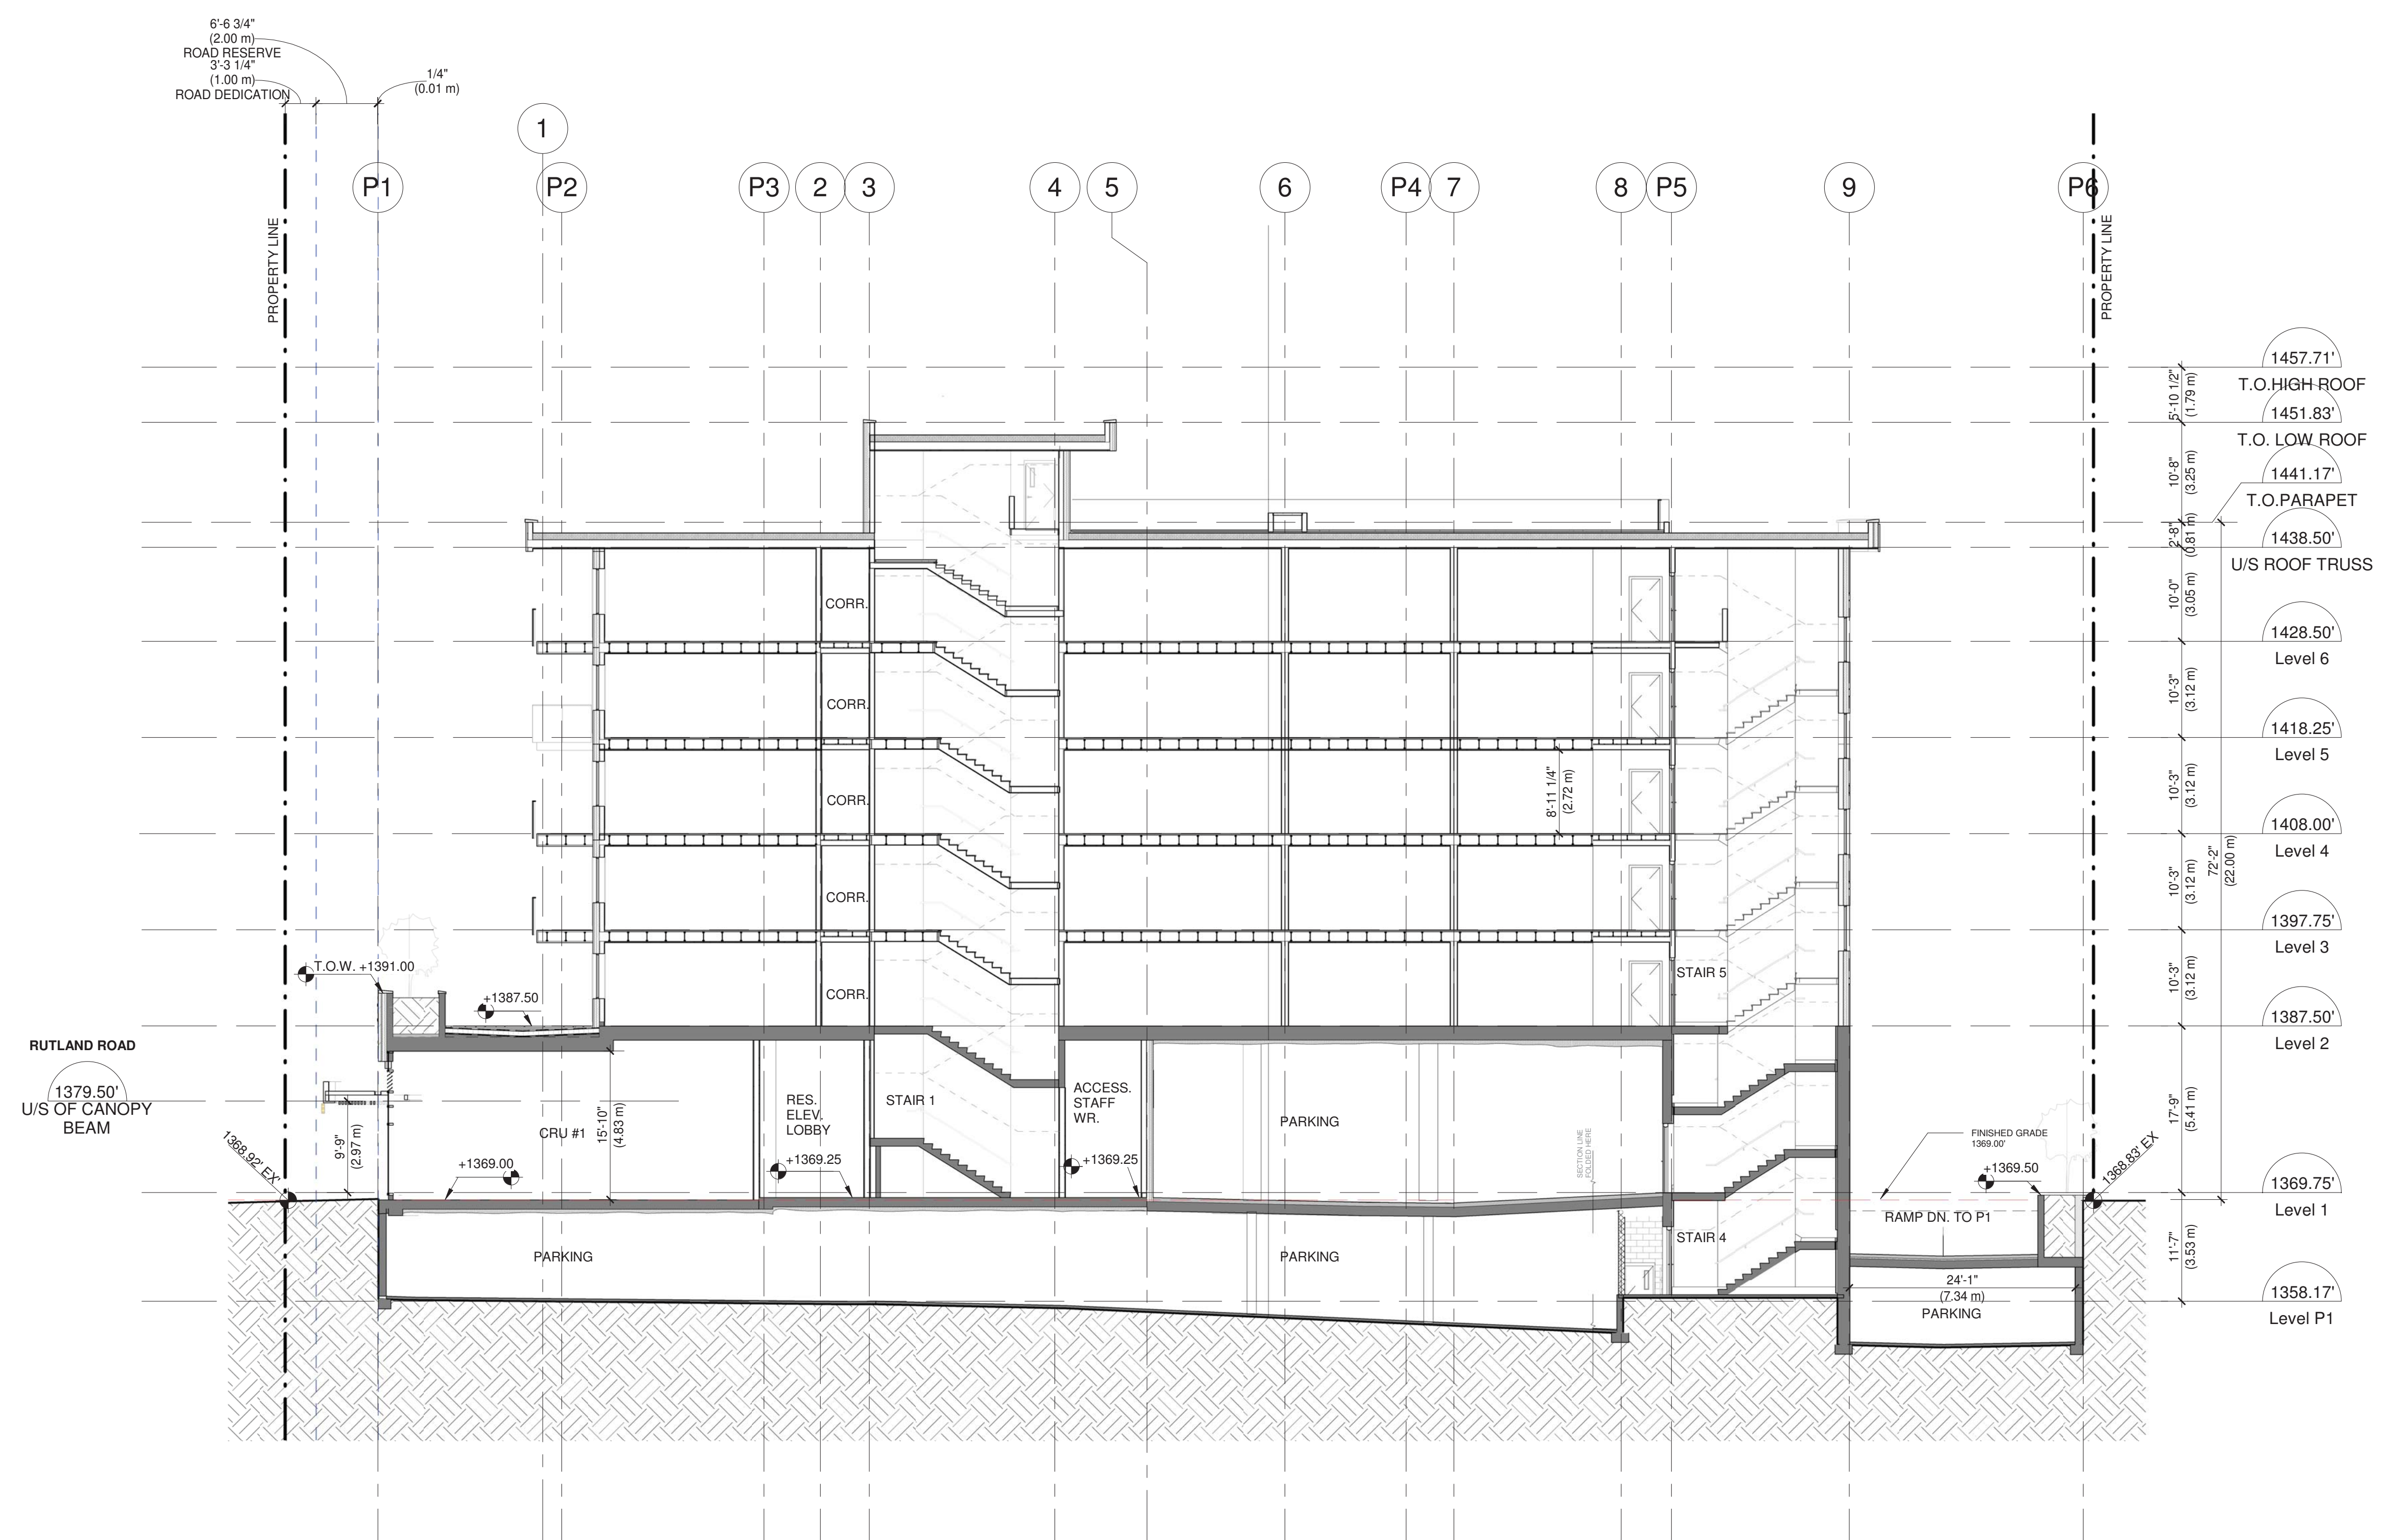 6'-6 3/4"
(2.00 m)
ROAD RESERVE
3'-3 1/4"
(1.00 m)
ROAD DEDICATION
1/4"
(0.01 m)
1
P1
P2
P3
2
3
4
5
6
P4
7
8
P5
9
P6
PROPERTY LINE
PROPERTY LINE
1457.71'
T.O.HIGH ROOF
5'-10 1/2"
(1.79 m)
1451.83'
T.O. LOW ROOF
10'-8"
(3.25 m)
1441.17'
T.O.PARAPET
2'-8"
(0.81 m)
1438.50'
U/S ROOF TRUSS
10'-0"
(3.05 m)
1428.50'
Level 6
10'-3"
(3.12 m)
1418.25'
Level 5
10'-3"
(3.12 m)
1408.00'
Level 4
72'-2"
(22.00 m)
10'-3"
(3.12 m)
1397.75'
Level 3
10'-3"
(3.12 m)
1387.50'
Level 2
17'-9"
(5.41 m)
1369.75'
Level 1
11'-7"
(3.53 m)
1358.17'
Level P1
CORR.
CORR.
CORR.
CORR.
CORR.
8'-11 1/4"
(2.72 m)
STAIR 5
T.O.W. +1391.00
+1387.50
RUTLAND ROAD
1379.50'
U/S OF CANOPY
BEAM
9'-9"
(2.97 m)
1368.92' EX'
CRU #1
15'-10"
(4.83 m)
+1369.00
RES.
ELEV.
LOBBY
+1369.25
STAIR 1
ACCESS.
STAFF
WR.
+1369.25
PARKING
SECTION LINE
FOLDED HERE
FINISHED GRADE
1369.00'
+1369.50
1368.83' EX
RAMP DN. TO P1
STAIR 4
PARKING
PARKING
24'-1"
(7.34 m)
PARKING